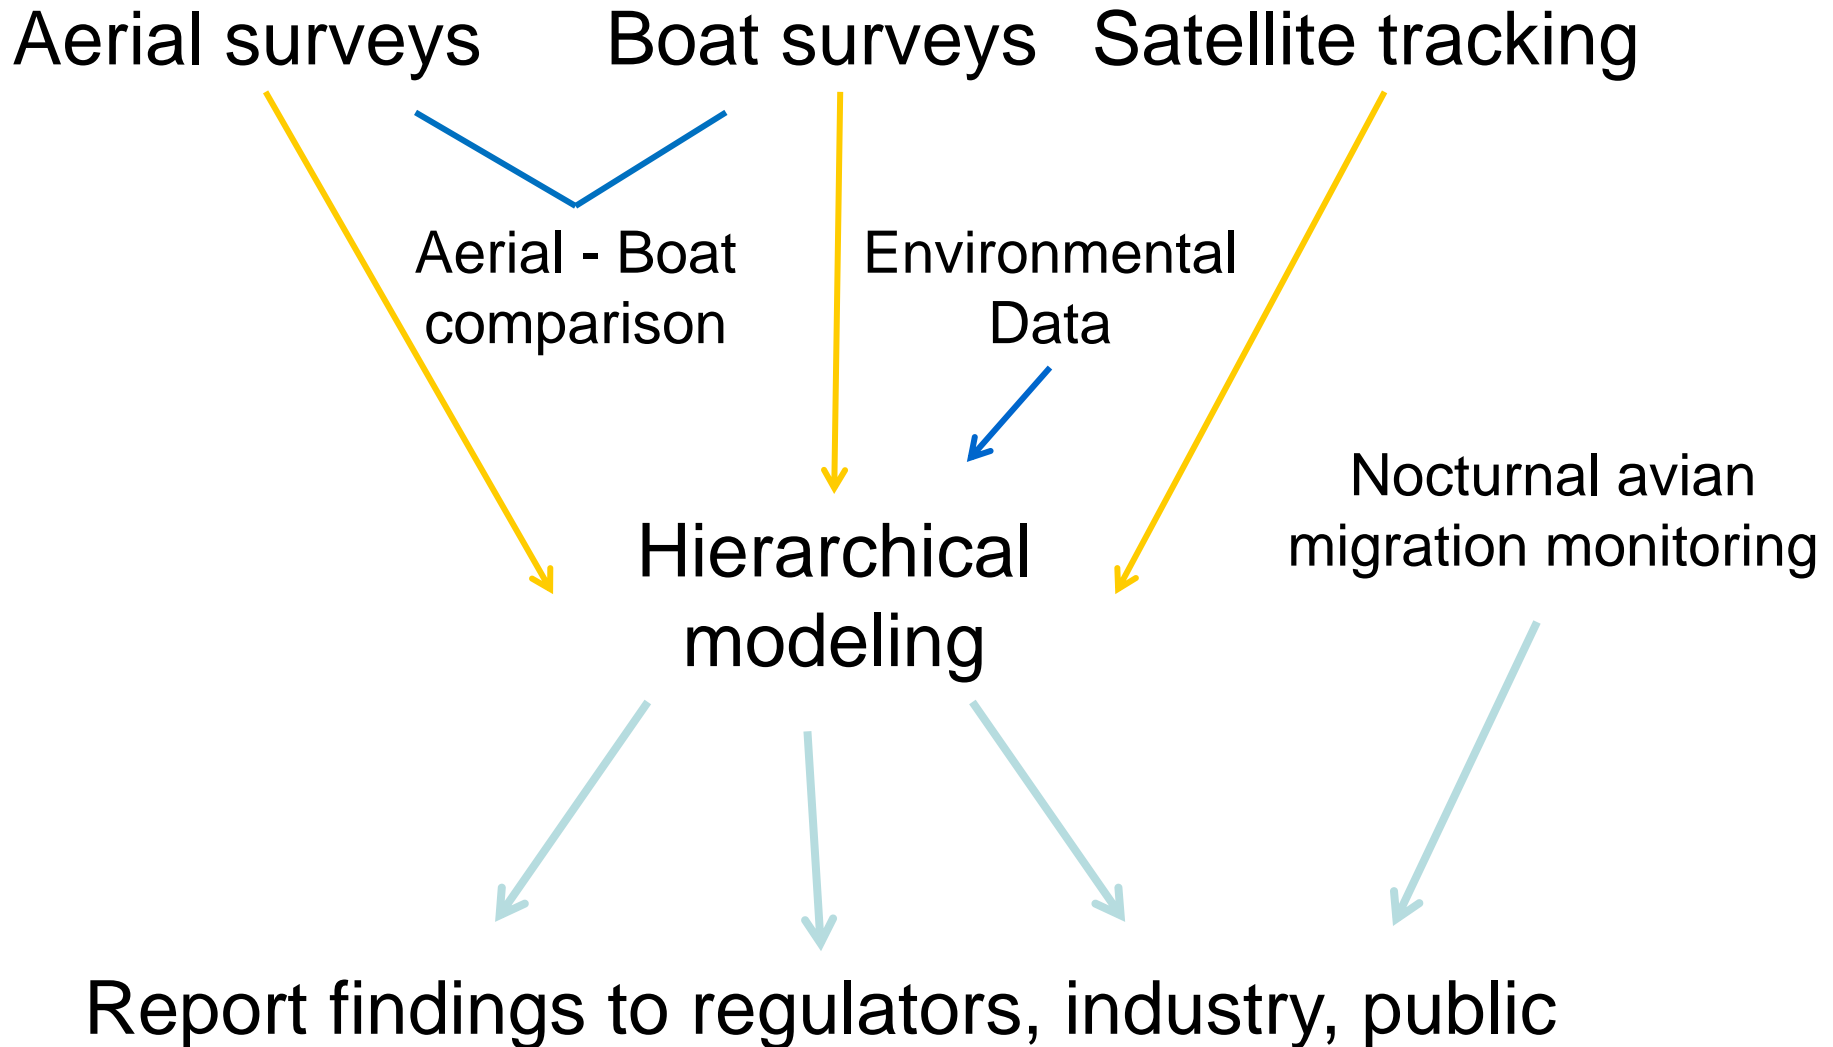 Aerial surveys Boat surveys Satellite tracking
Aerial - Boat
comparison
Environmental
Data
Nocturnal avian
migration monitoring
Hierarchical
modeling
Report findings to regulators, industry, public